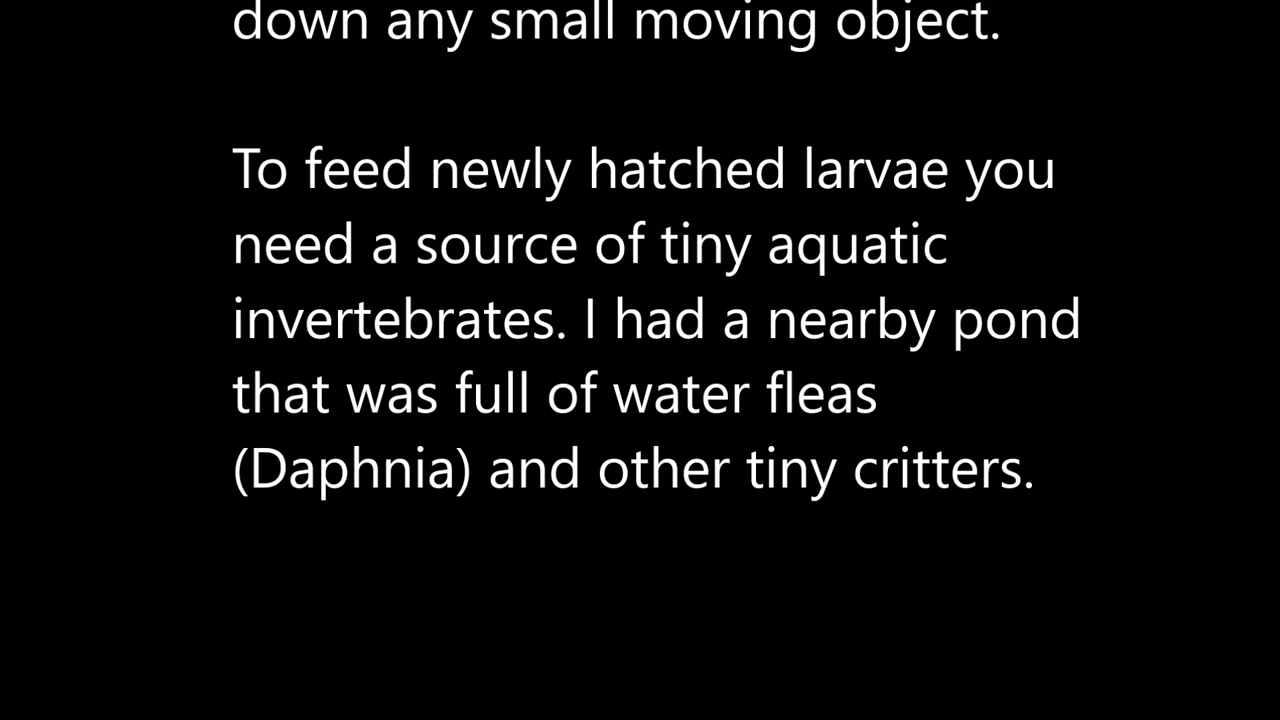 down any small moving object.
To feed newly hatched larvae you
need a source of tiny aquatic
invertebrates. I had a nearby pond
that was full of water fleas
(Daphnia) and other tiny critters.